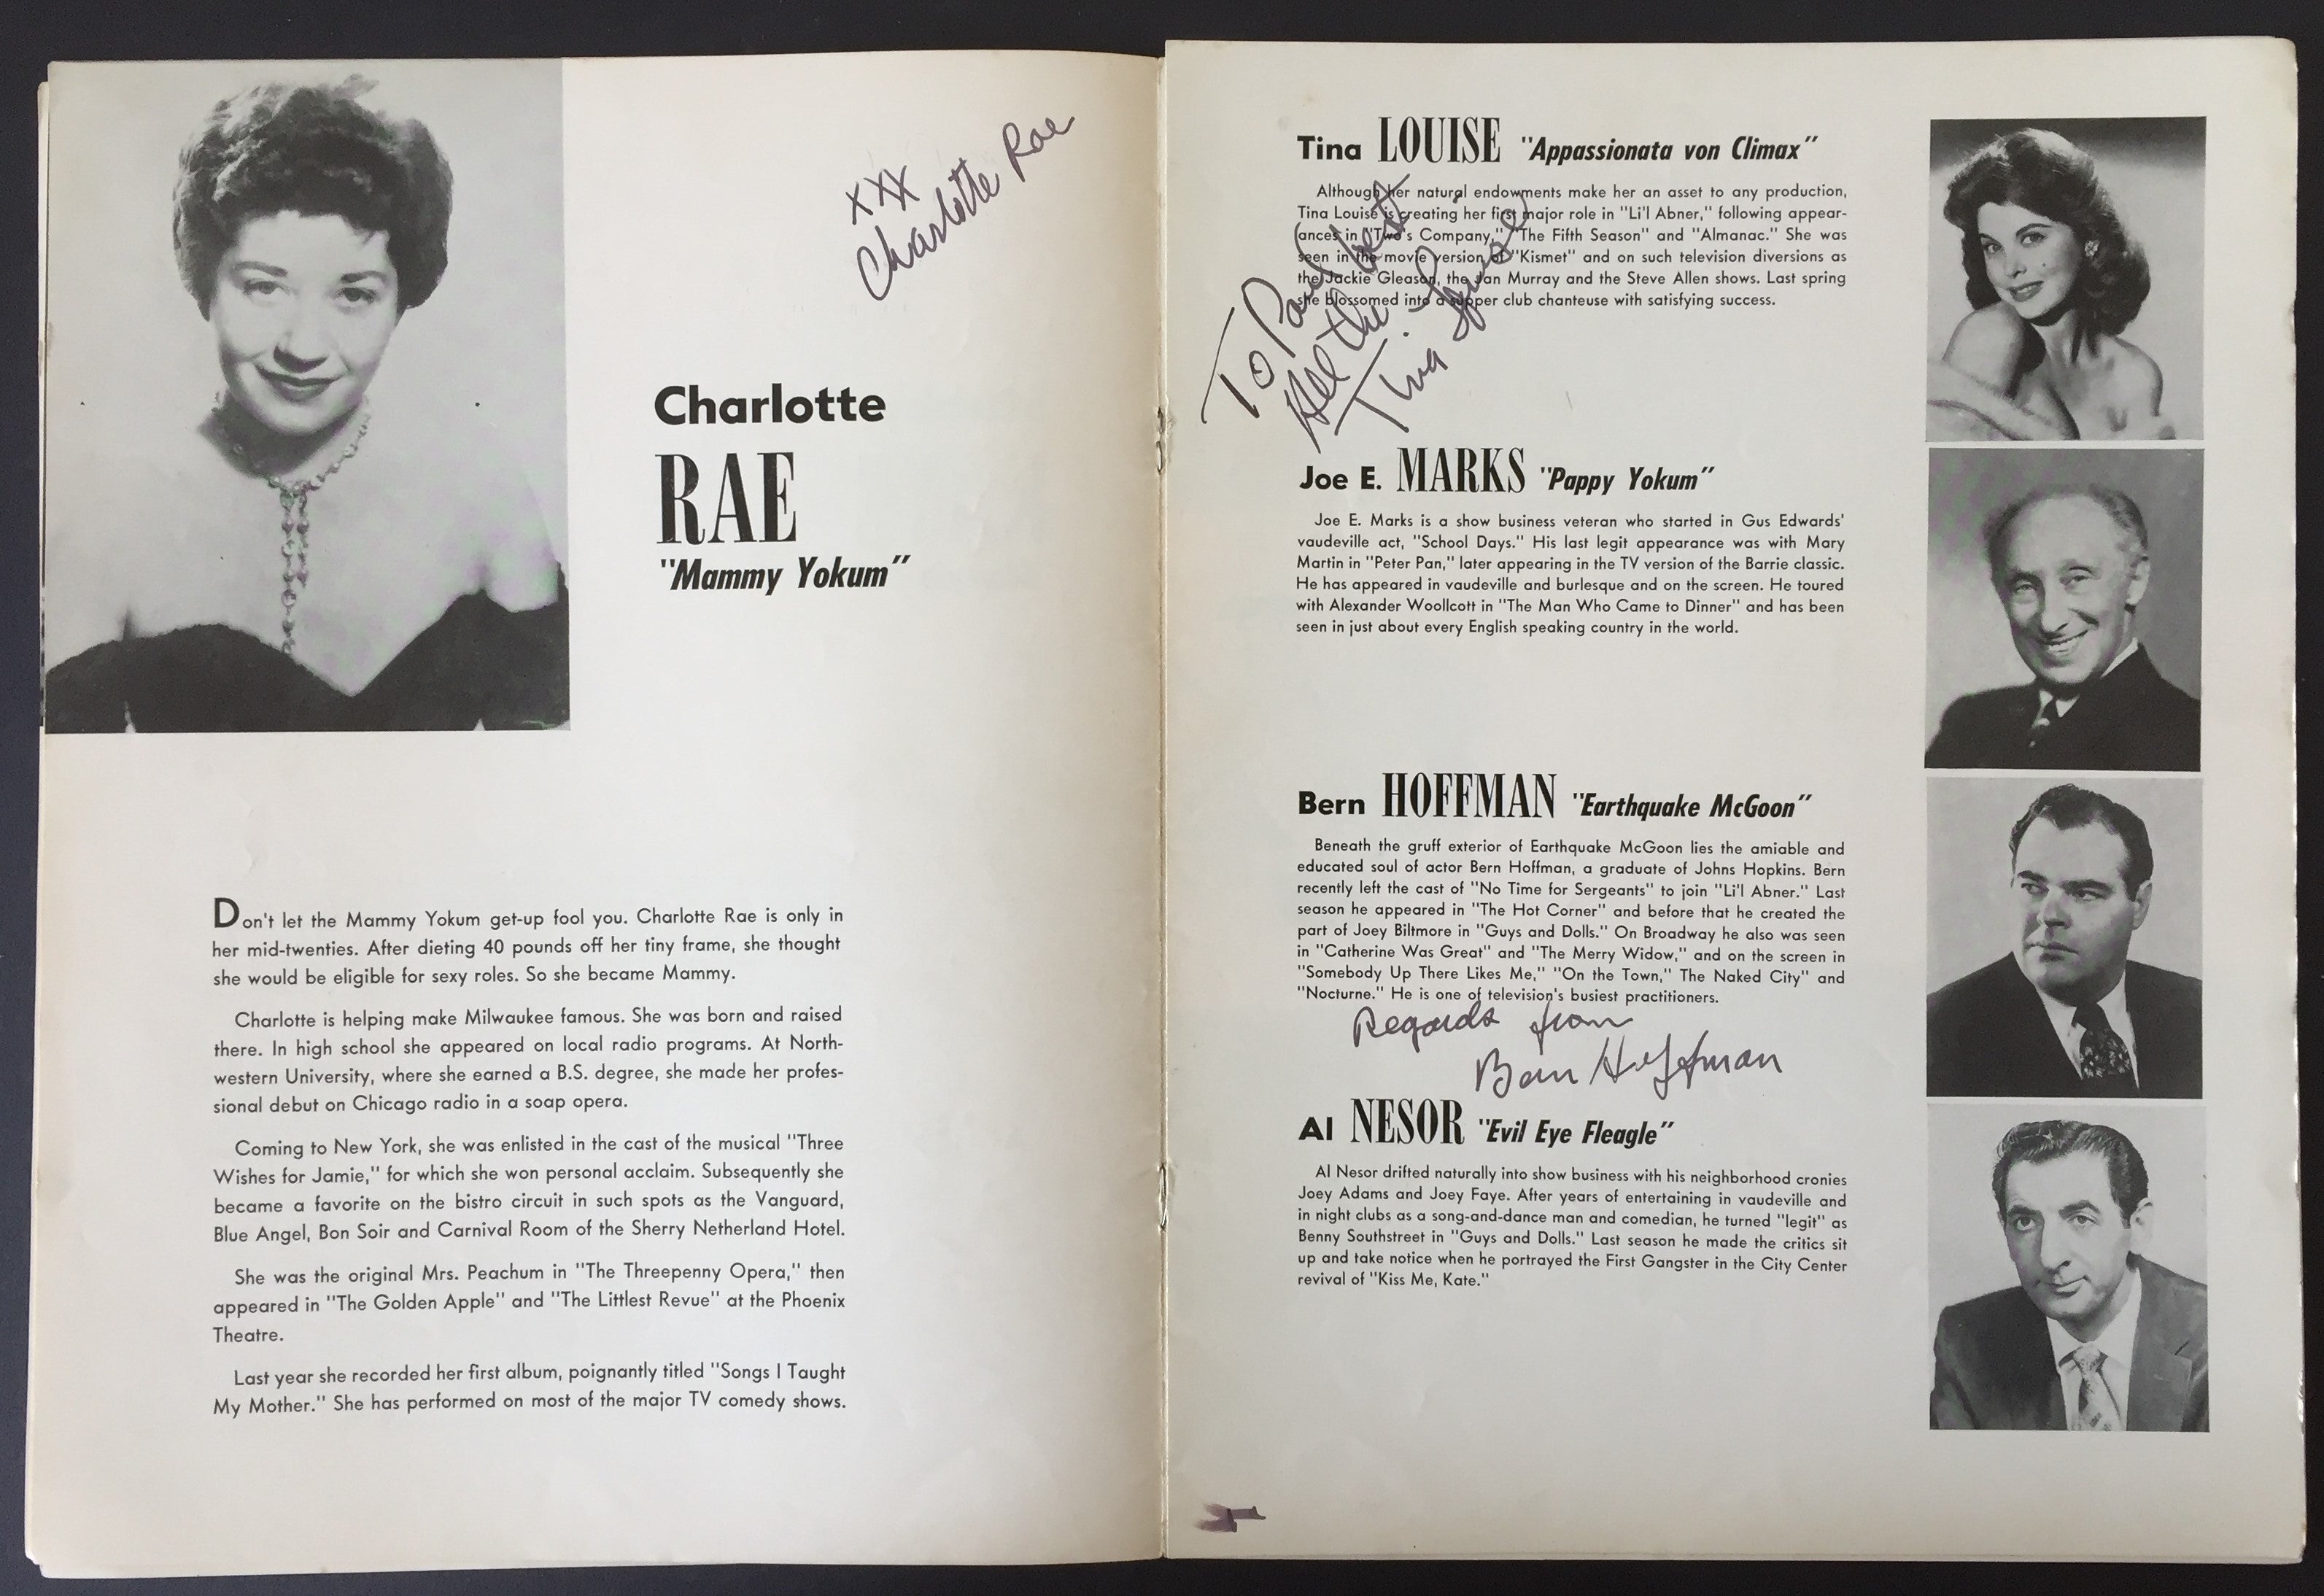 xxx
Charlotte Rae
Charlotte
RAE
"Mammy Yokum"
Don't let the Mammy Yokum get-up fool you. Charlotte Rae is only in
her mid-twenties. After dieting 40 pounds off her tiny frame, she thought
she would be eligible for sexy roles. So she became Mammy.
Charlotte is helping make Milwaukee famous. She was born and raised
there. In high school she appeared on local radio programs. At North-
western University, where she earned a B.S. degree, she made her profes-
sional debut on Chicago radio in a soap opera.
Coming to New York, she was enlisted in the cast of the musical "Three
Wishes for Jamie," for which she won personal acclaim. Subsequently she
became a favorite on the bistro circuit in such spots as the Vanguard,
Blue Angel, Bon Soir and Carnival Room of the Sherry Netherland Hotel.
She was the original Mrs. Peachum in "The Threepenny Opera," then
appeared in "The Golden Apple" and "The Littlest Revue" at the Phoenix
Theatre.
Last year she recorded her first album, poignantly titled "Songs I Taught
My Mother." She has performed on most of the major TV comedy shows.
Tina LOUISE "Appassionata von Climax"
Although her natural endowments make her an asset to any production,
Tina Louise is creating her first major role in "Li'l Abner," following appear-
ances in "Two's Company," "The Fifth Season" and "Almanac." She was
seen in the movie version of "Kismet" and on such television diversions as
the Jackie Gleason, the Jan Murray and the Steve Allen shows. Last spring
she blossomed into a supper club chanteuse with satisfying success.
To Paul
All the best
Tina Louise
Joe E. MARKS "Pappy Yokum"
Joe E. Marks is a show business veteran who started in Gus Edwards'
vaudeville act, "School Days." His last legit appearance was with Mary
Martin in "Peter Pan," later appearing in the TV version of the Barrie classic.
He has appeared in vaudeville and burlesque and on the screen. He toured
with Alexander Woollcott in "The Man Who Came to Dinner" and has been
seen in just about every English speaking country in the world.
Bern HOFFMAN "Earthquake McGoon"
Beneath the gruff exterior of Earthquake McGoon lies the amiable and
educated soul of actor Bern Hoffman, a graduate of Johns Hopkins. Bern
recently left the cast of "No Time for Sergeants" to join "Li'l Abner." Last
season he appeared in "The Hot Corner" and before that he created the
part of Joey Biltmore in "Guys and Dolls." On Broadway he also was seen
in "Catherine Was Great" and "The Merry Widow," and on the screen in
"Somebody Up There Likes Me," "On the Town," The Naked City" and
"Nocturne." He is one of television's busiest practitioners.
Regards from
Bern Hoffman
Al NESOR "Evil Eye Fleagle"
Al Nesor drifted naturally into show business with his neighborhood cronies
Joey Adams and Joey Faye. After years of entertaining in vaudeville and
in night clubs as a song-and-dance man and comedian, he turned "legit" as
Benny Southstreet in "Guys and Dolls." Last season he made the critics sit
up and take notice when he portrayed the First Gangster in the City Center
revival of "Kiss Me, Kate."